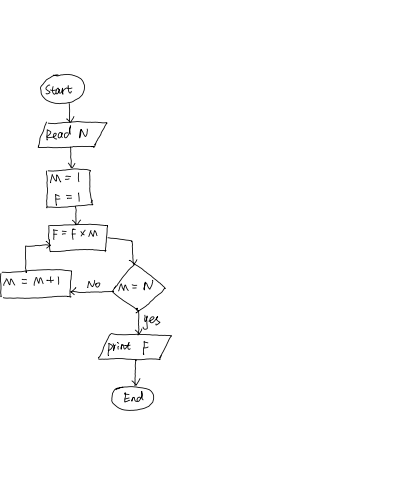 Start
Read N
M = 1
F = 1
F = F × M
M = M + 1
No
M = N
yes
print F
End